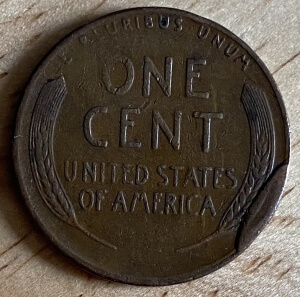 E PLURIBUS UNUM
ONE
CENT
UNITED STATES
OF AMERICA